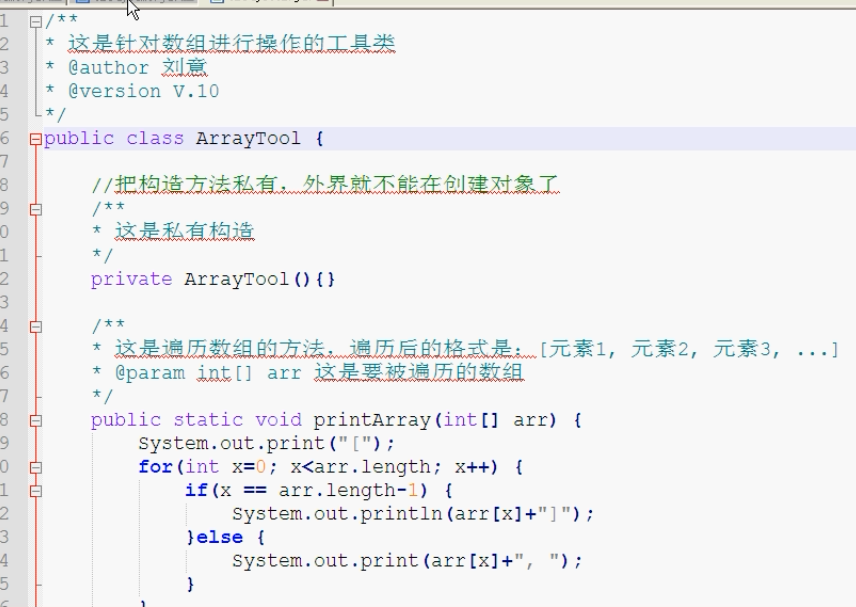 1 /**
2 * 这是针对数组进行操作的工具类
3 * @author 刘意
4 * @version V.10
5 */
6 public class ArrayTool {
7
8 //把构造方法私有，外界就不能在创建对象了
9 /**
0 * 这是私有构造
1 */
2 private ArrayTool(){}
3
4 /**
5 * 这是遍历数组的方法，遍历后的格式是：[元素1, 元素2, 元素3, ...]
6 * @param int[] arr 这是要被遍历的数组
7 */
8 public static void printArray(int[] arr) {
9 System.out.print("[");
0 for(int x=0; x<arr.length; x++) {
1 if(x == arr.length-1) {
2 System.out.println(arr[x]+"]");
3 }else {
4 System.out.print(arr[x]+", ");
5 }